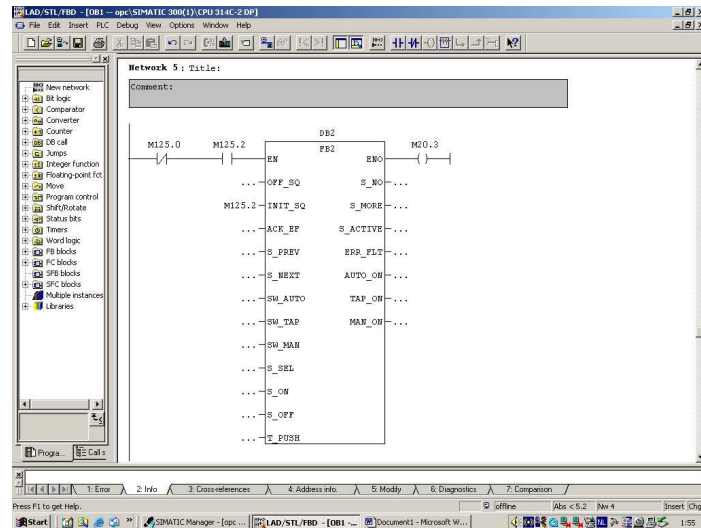 LAD/STL/FBD - [OB1 -- opc\SIMATIC 300(1)\CPU 314C-2 DP]
File Edit Insert PLC Debug View Options Window Help
New network
Bit logic
Comparator
Converter
Counter
DB call
Jumps
Integer function
Floating-point fct
Move
Program control
Shift/Rotate
Status bits
Timers
Word logic
FB blocks
FC blocks
SFB blocks
SFC blocks
Multiple instances
Libraries
Progra...
Call s
Network 5 : Title:
Comment:
DB2
M125.0 M125.2 FB2 M20.3
EN ENO
... OFF_SQ S_NO ...
M125.2 INIT_SQ S_MORE ...
... ACK_EF S_ACTIVE ...
... S_PREV ERR_FLT ...
... S_NEXT AUTO_ON ...
... SW_AUTO TAP_ON ...
... SW_TAP MAN_ON ...
... SW_MAN
... S_SEL
... S_ON
... S_OFF
... T_PUSH
1: Error 2: Info 3: Cross-references 4: Address info. 5: Modify 6: Diagnostics 7: Comparison
Press F1 to get Help. offline Abs < 5.2 Nw 4 Insert Chg
Start SIMATIC Manager - [opc ... LAD/STL/FBD - [OB1 -... Document1 - Microsoft W... NL 1:55